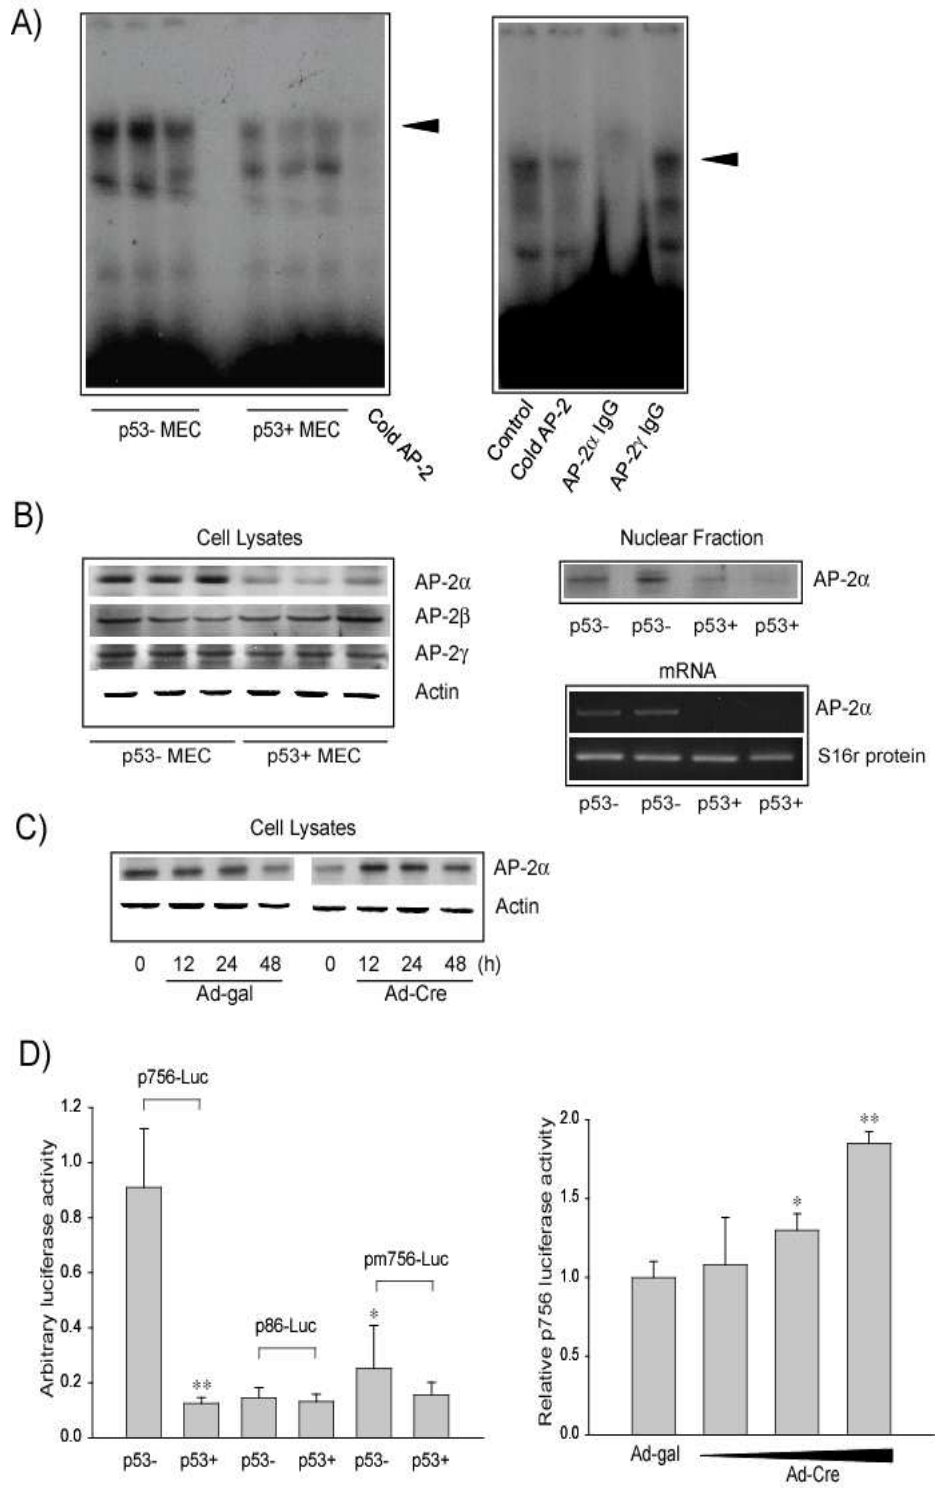 A)
p53- MEC p53+ MEC Cold AP-2
Control Cold AP-2 AP-2α IgG AP-2γ IgG
B)
Cell Lysates
AP-2α
AP-2β
AP-2γ
Actin
p53- MEC p53+ MEC
Nuclear Fraction
AP-2α
p53- p53- p53+ p53+
mRNA
AP-2α
S16r protein
p53- p53- p53+ p53+
C)
Cell Lysates
AP-2α
Actin
0 12 24 48 0 12 24 48 (h)
Ad-gal Ad-Cre
D)
p756-Luc
1.2
1.0
0.8
0.6
0.4
0.2
0.0
Arbitrary luciferase activity
pm756-Luc
*
p86-Luc
**
p53- p53+ p53- p53+ p53- p53+
2.0
1.5
1.0
0.5
0.0
Relative p756 luciferase activity
**
*
Ad-gal
Ad-Cre